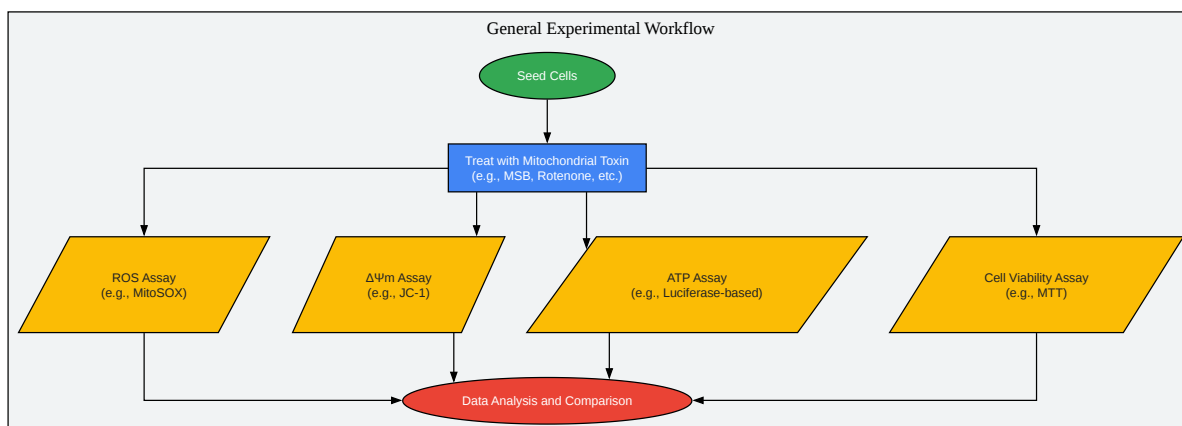 General Experimental Workflow
Seed Cells
Treat with Mitochondrial Toxin
(e.g., MSB, Rotenone, etc.)
ROS Assay
(e.g., MitoSOX)
ΔΨm Assay
(e.g., JC-1)
ATP Assay
(e.g., Luciferase-based)
Cell Viability Assay
(e.g., MTT)
Data Analysis and Comparison